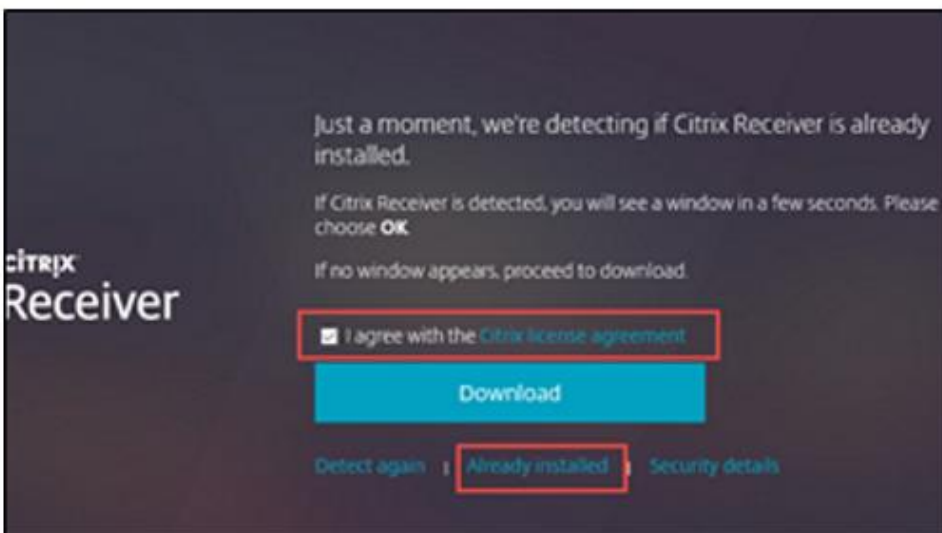 Just a moment, we're detecting if Citrix Receiver is already
installed.
If Citrix Receiver is detected, you will see a window in a few seconds. Please
choose OK
If no window appears, proceed to download.
CITRIX
Receiver
I agree with the Citrix license agreement
Download
Detect again | Already installed | Security details